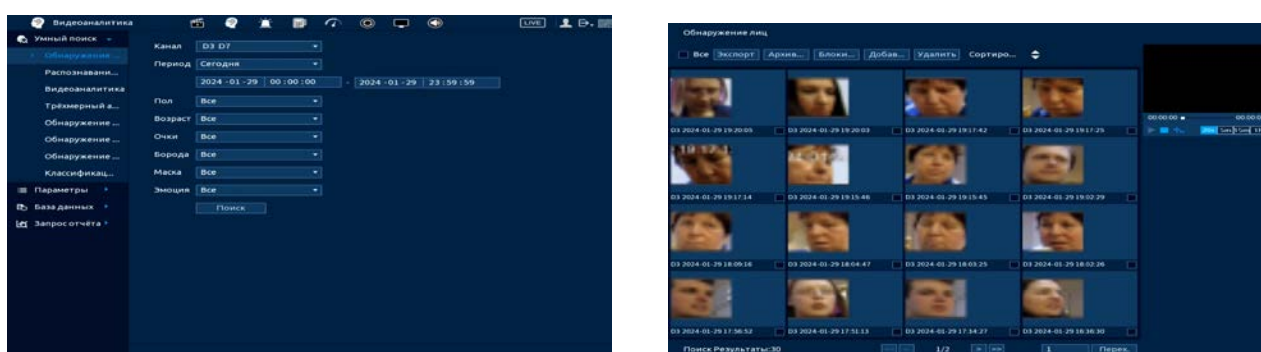 Видеоаналитика
LIVE
Умный поиск
Обнаружение ...
Распознавани...
Видеоаналитика
Трёхмерный а...
Обнаружение ...
Обнаружение ...
Обнаружение ...
Классификац...
Параметры
База данных
Запрос отчёта
Канал D3 D7
Период Сегодня
2024 -01 -29 00 :00 :00 - 2024 -01 -29 23 :59 :59
Пол Все
Возраст Все
Очки Все
Борода Все
Маска Все
Эмоция Все
Поиск
Обнаружение лиц
Все Экспорт Архив... Блоки... Добав... Удалить Сортиро...
D3 2024-01-29 19:20:05 D3 2024-01-29 19:20:03 D3 2024-01-29 19:17:42 D3 2024-01-29 19:17:25
D3 2024-01-29 19:17:14 D3 2024-01-29 19:15:46 D3 2024-01-29 19:15:45 D3 2024-01-29 19:02:29
D3 2024-01-29 18:09:16 D3 2024-01-29 18:04:47 D3 2024-01-29 18:03:25 D3 2024-01-29 18:02:26
D3 2024-01-29 17:56:52 D3 2024-01-29 17:51:13 D3 2024-01-29 17:34:27 D3 2024-01-29 16:36:30
Поиск Результаты:30 1/2 1 Перех.
00:00:00 00:00:0